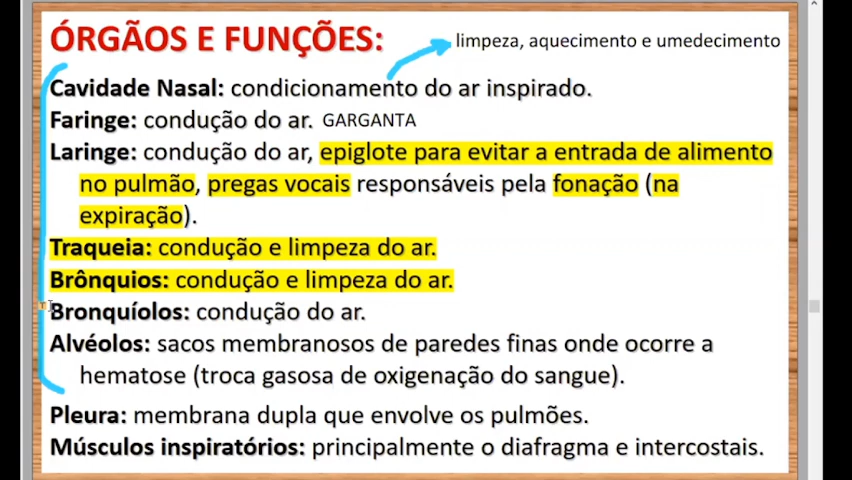 ÓRGÃOS E FUNÇÕES:
limpeza, aquecimento e umedecimento
Cavidade Nasal: condicionamento do ar inspirado.
Faringe: condução do ar. GARGANTA
Laringe: condução do ar, epiglote para evitar a entrada de alimento
no pulmão, pregas vocais responsáveis pela fonação (na
expiração).
Traqueia: condução e limpeza do ar.
Brônquios: condução e limpeza do ar.
Bronquíolos: condução do ar.
Alvéolos: sacos membranosos de paredes finas onde ocorre a
hematose (troca gasosa de oxigenação do sangue).
Pleura: membrana dupla que envolve os pulmões.
Músculos inspiratórios: principalmente o diafragma e intercostais.